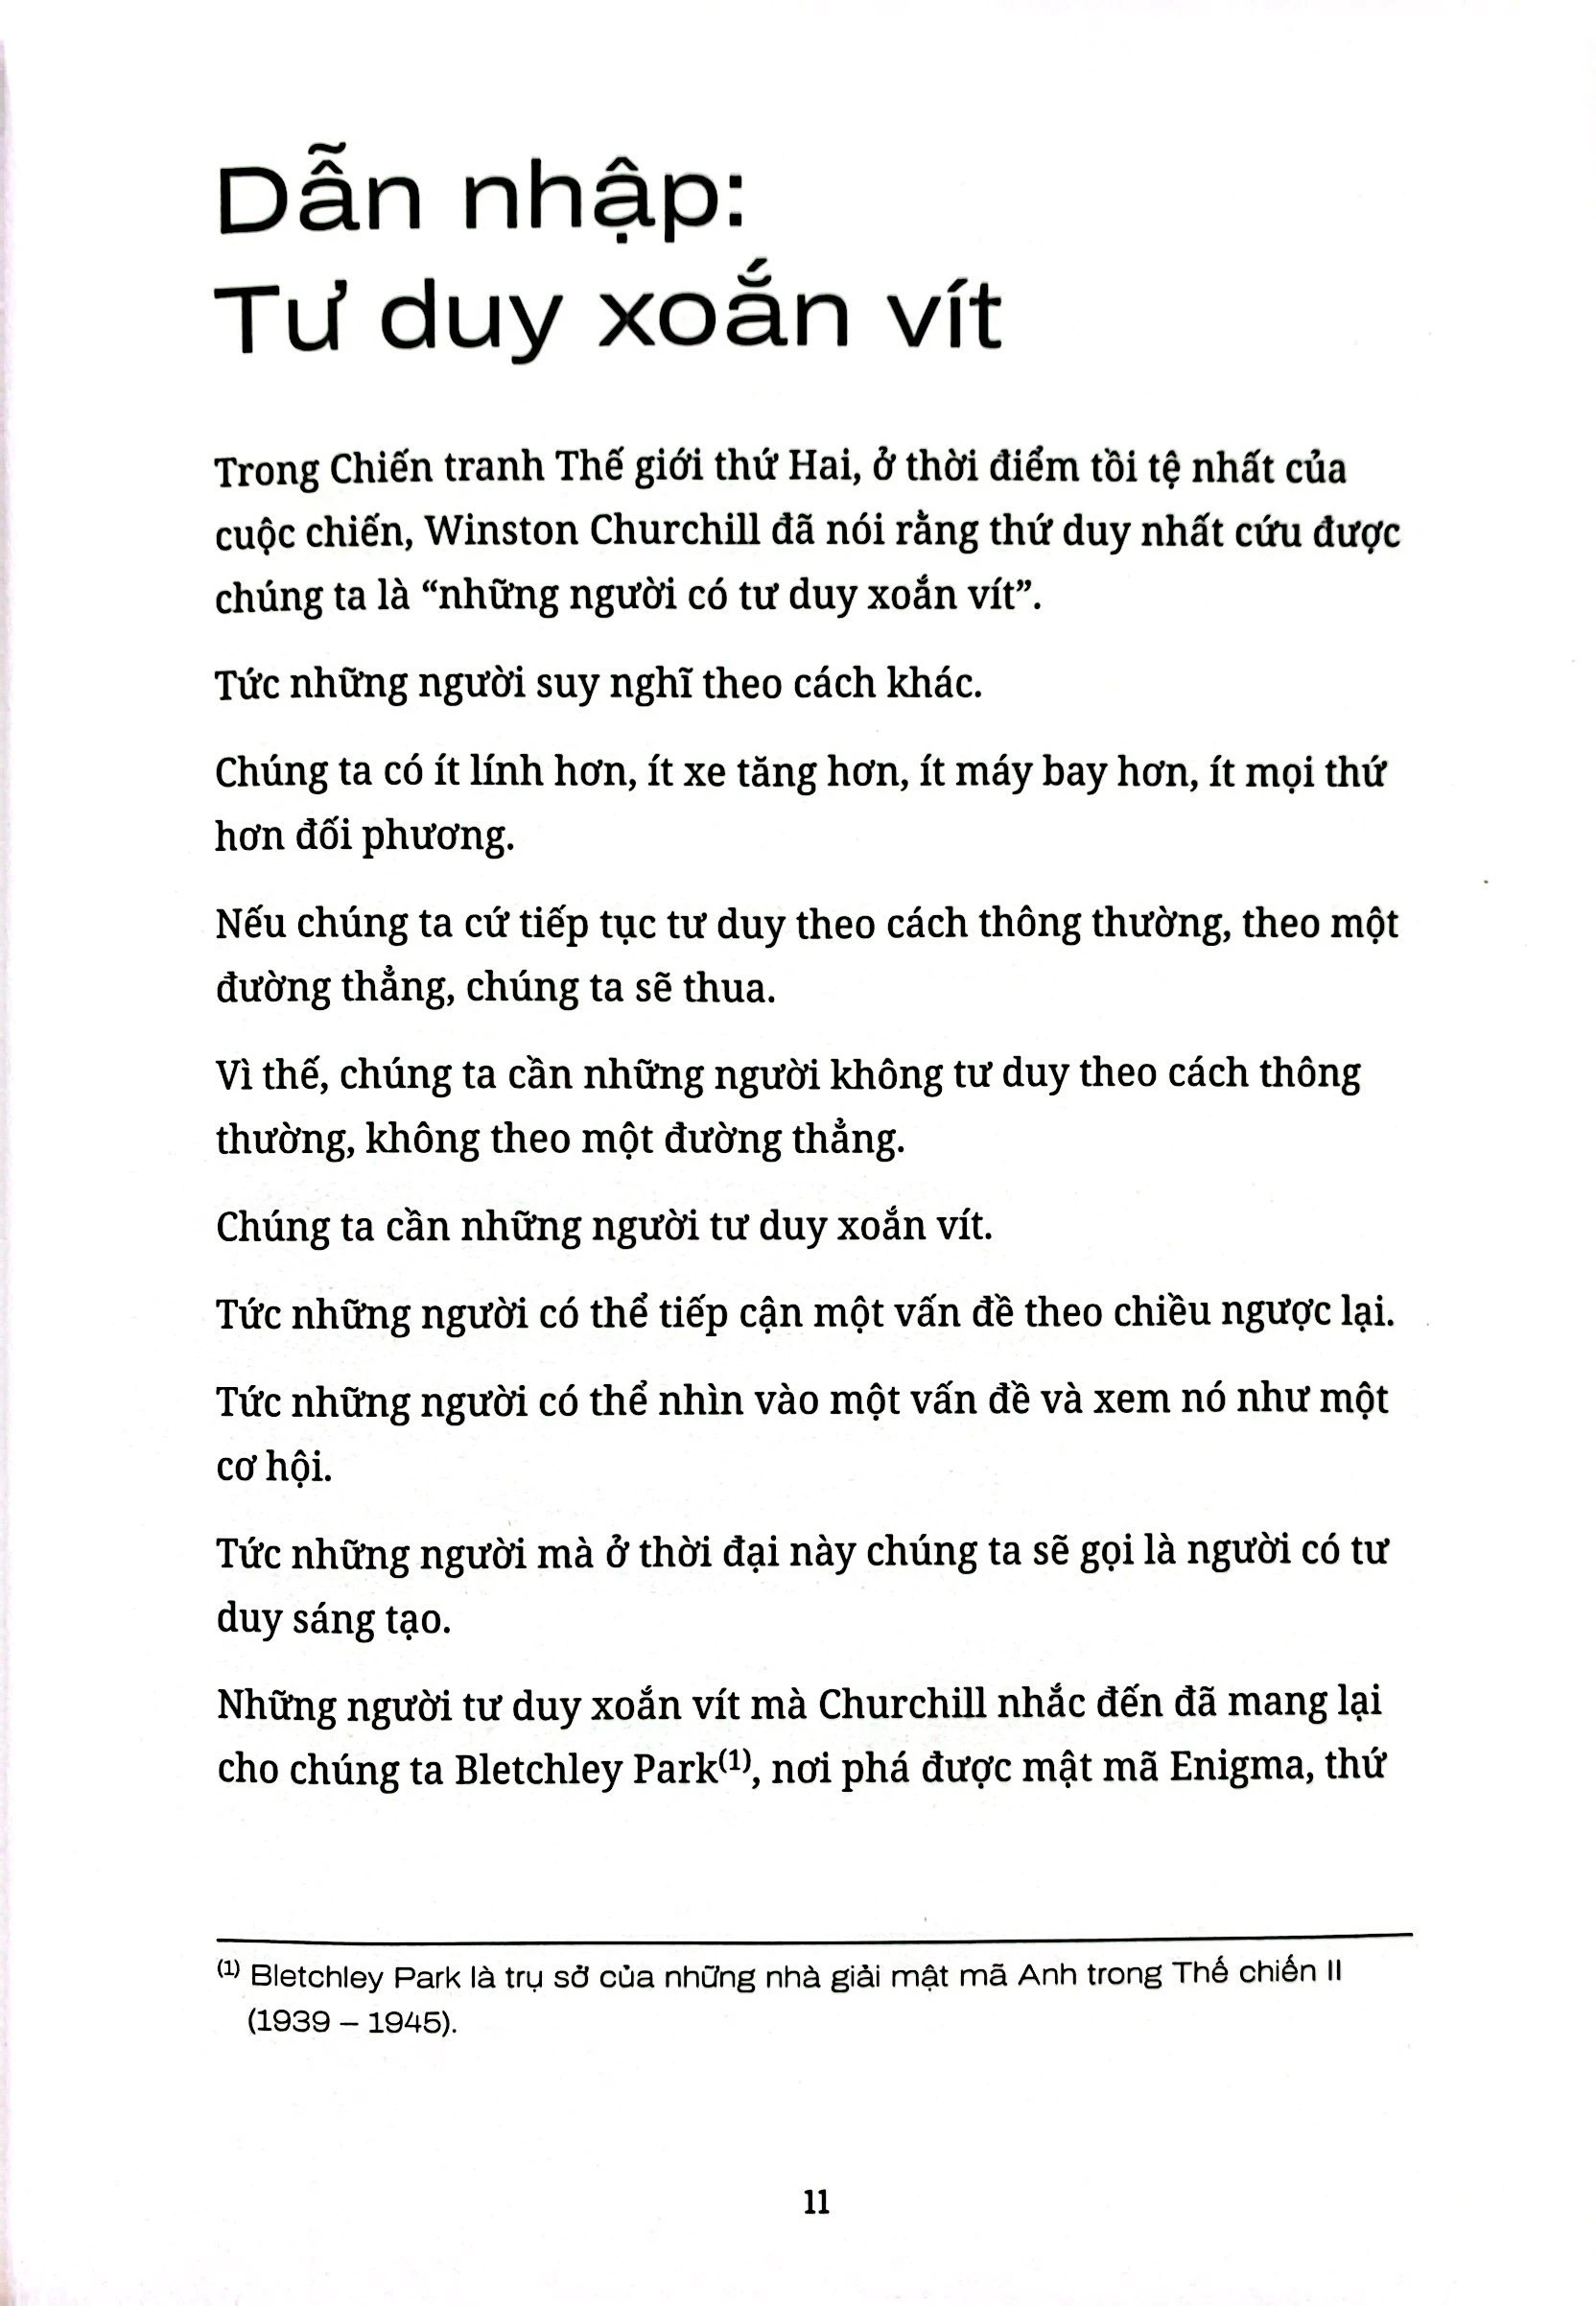 Dẫn nhập:
Tư duy xoắn vít
Trong Chiến tranh Thế giới thứ Hai, ở thời điểm tồi tệ nhất của
cuộc chiến, Winston Churchill đã nói rằng thứ duy nhất cứu được
chúng ta là “những người có tư duy xoắn vít”.
Tức những người suy nghĩ theo cách khác.
Chúng ta có ít lính hơn, ít xe tăng hơn, ít máy bay hơn, ít mọi thứ
hơn đối phương.
Nếu chúng ta cứ tiếp tục tư duy theo cách thông thường, theo một
đường thẳng, chúng ta sẽ thua.
Vì thế, chúng ta cần những người không tư duy theo cách thông
thường, không theo một đường thẳng.
Chúng ta cần những người tư duy xoắn vít.
Tức những người có thể tiếp cận một vấn đề theo chiều ngược lại.
Tức những người có thể nhìn vào một vấn đề và xem nó như một
cơ hội.
Tức những người mà ở thời đại này chúng ta sẽ gọi là người có tư
duy sáng tạo.
Những người tư duy xoắn vít mà Churchill nhắc đến đã mang lại
cho chúng ta Bletchley Park(1), nơi phá được mật mã Enigma, thứ
(1) Bletchley Park là trụ sở của những nhà giải mật mã Anh trong Thế chiến II
(1939 – 1945).
11